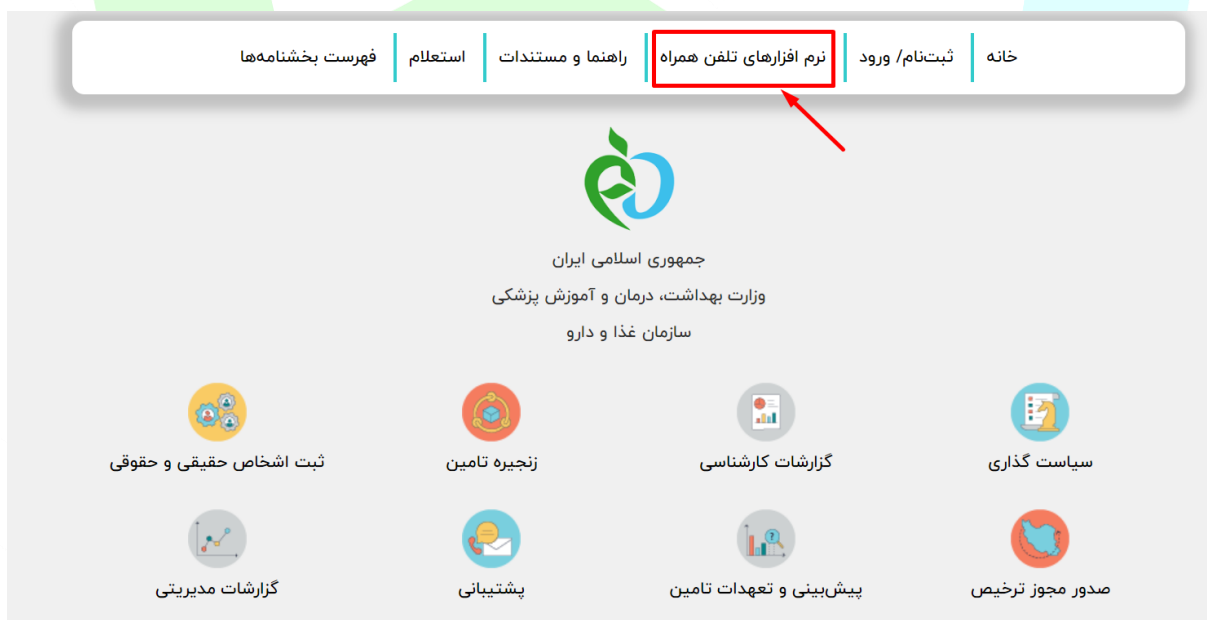 خانه
ثبت‌نام/ ورود
نرم افزارهای تلفن همراه
راهنما و مستندات
استعلام
فهرست بخشنامه‌ها
جمهوری اسلامی ایران
وزارت بهداشت، درمان و آموزش پزشکی
سازمان غذا و دارو
سیاست گذاری
گزارشات کارشناسی
زنجیره تامین
ثبت اشخاص حقیقی و حقوقی
صدور مجوز ترخیص
پیش‌بینی و تعهدات تامین
پشتیبانی
گزارشات مدیریتی